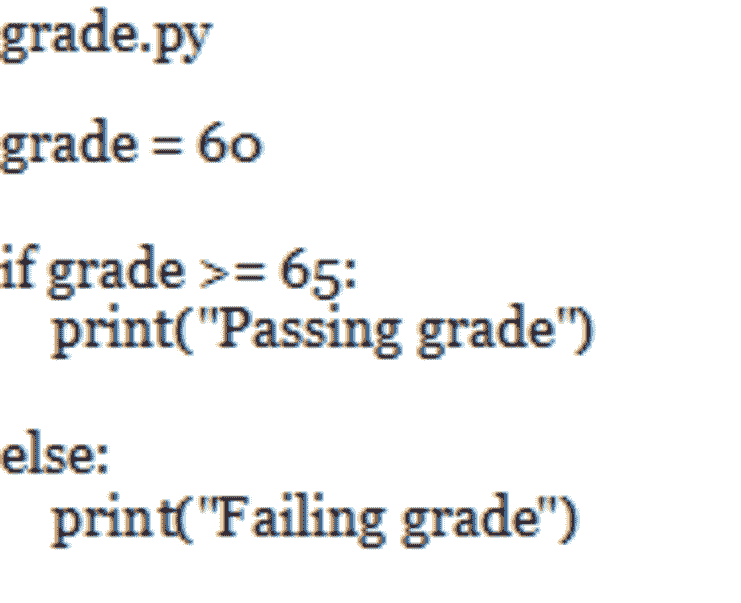 grade.py
grade = 60
if grade >= 65:
    print("Passing grade")
else:
    print("Failing grade")